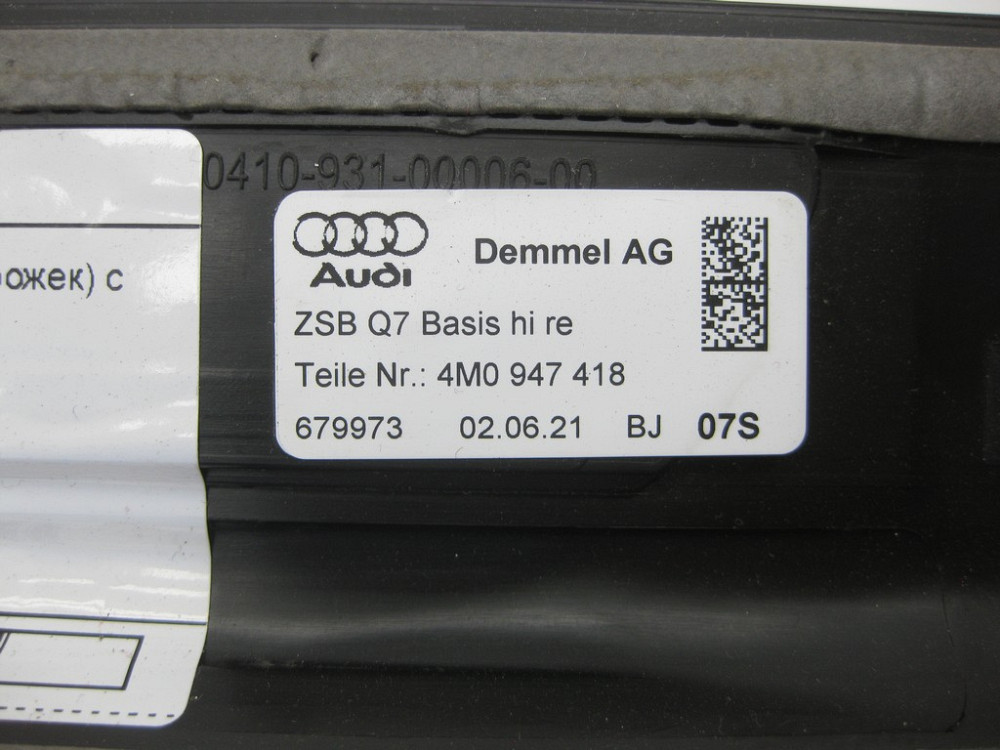 0410-931-00006-00
Audi
Demmel AG
ожек) с
ZSB Q7 Basis hi re
Teile Nr.: 4M0 947 418
679973 02.06.21 BJ 07S